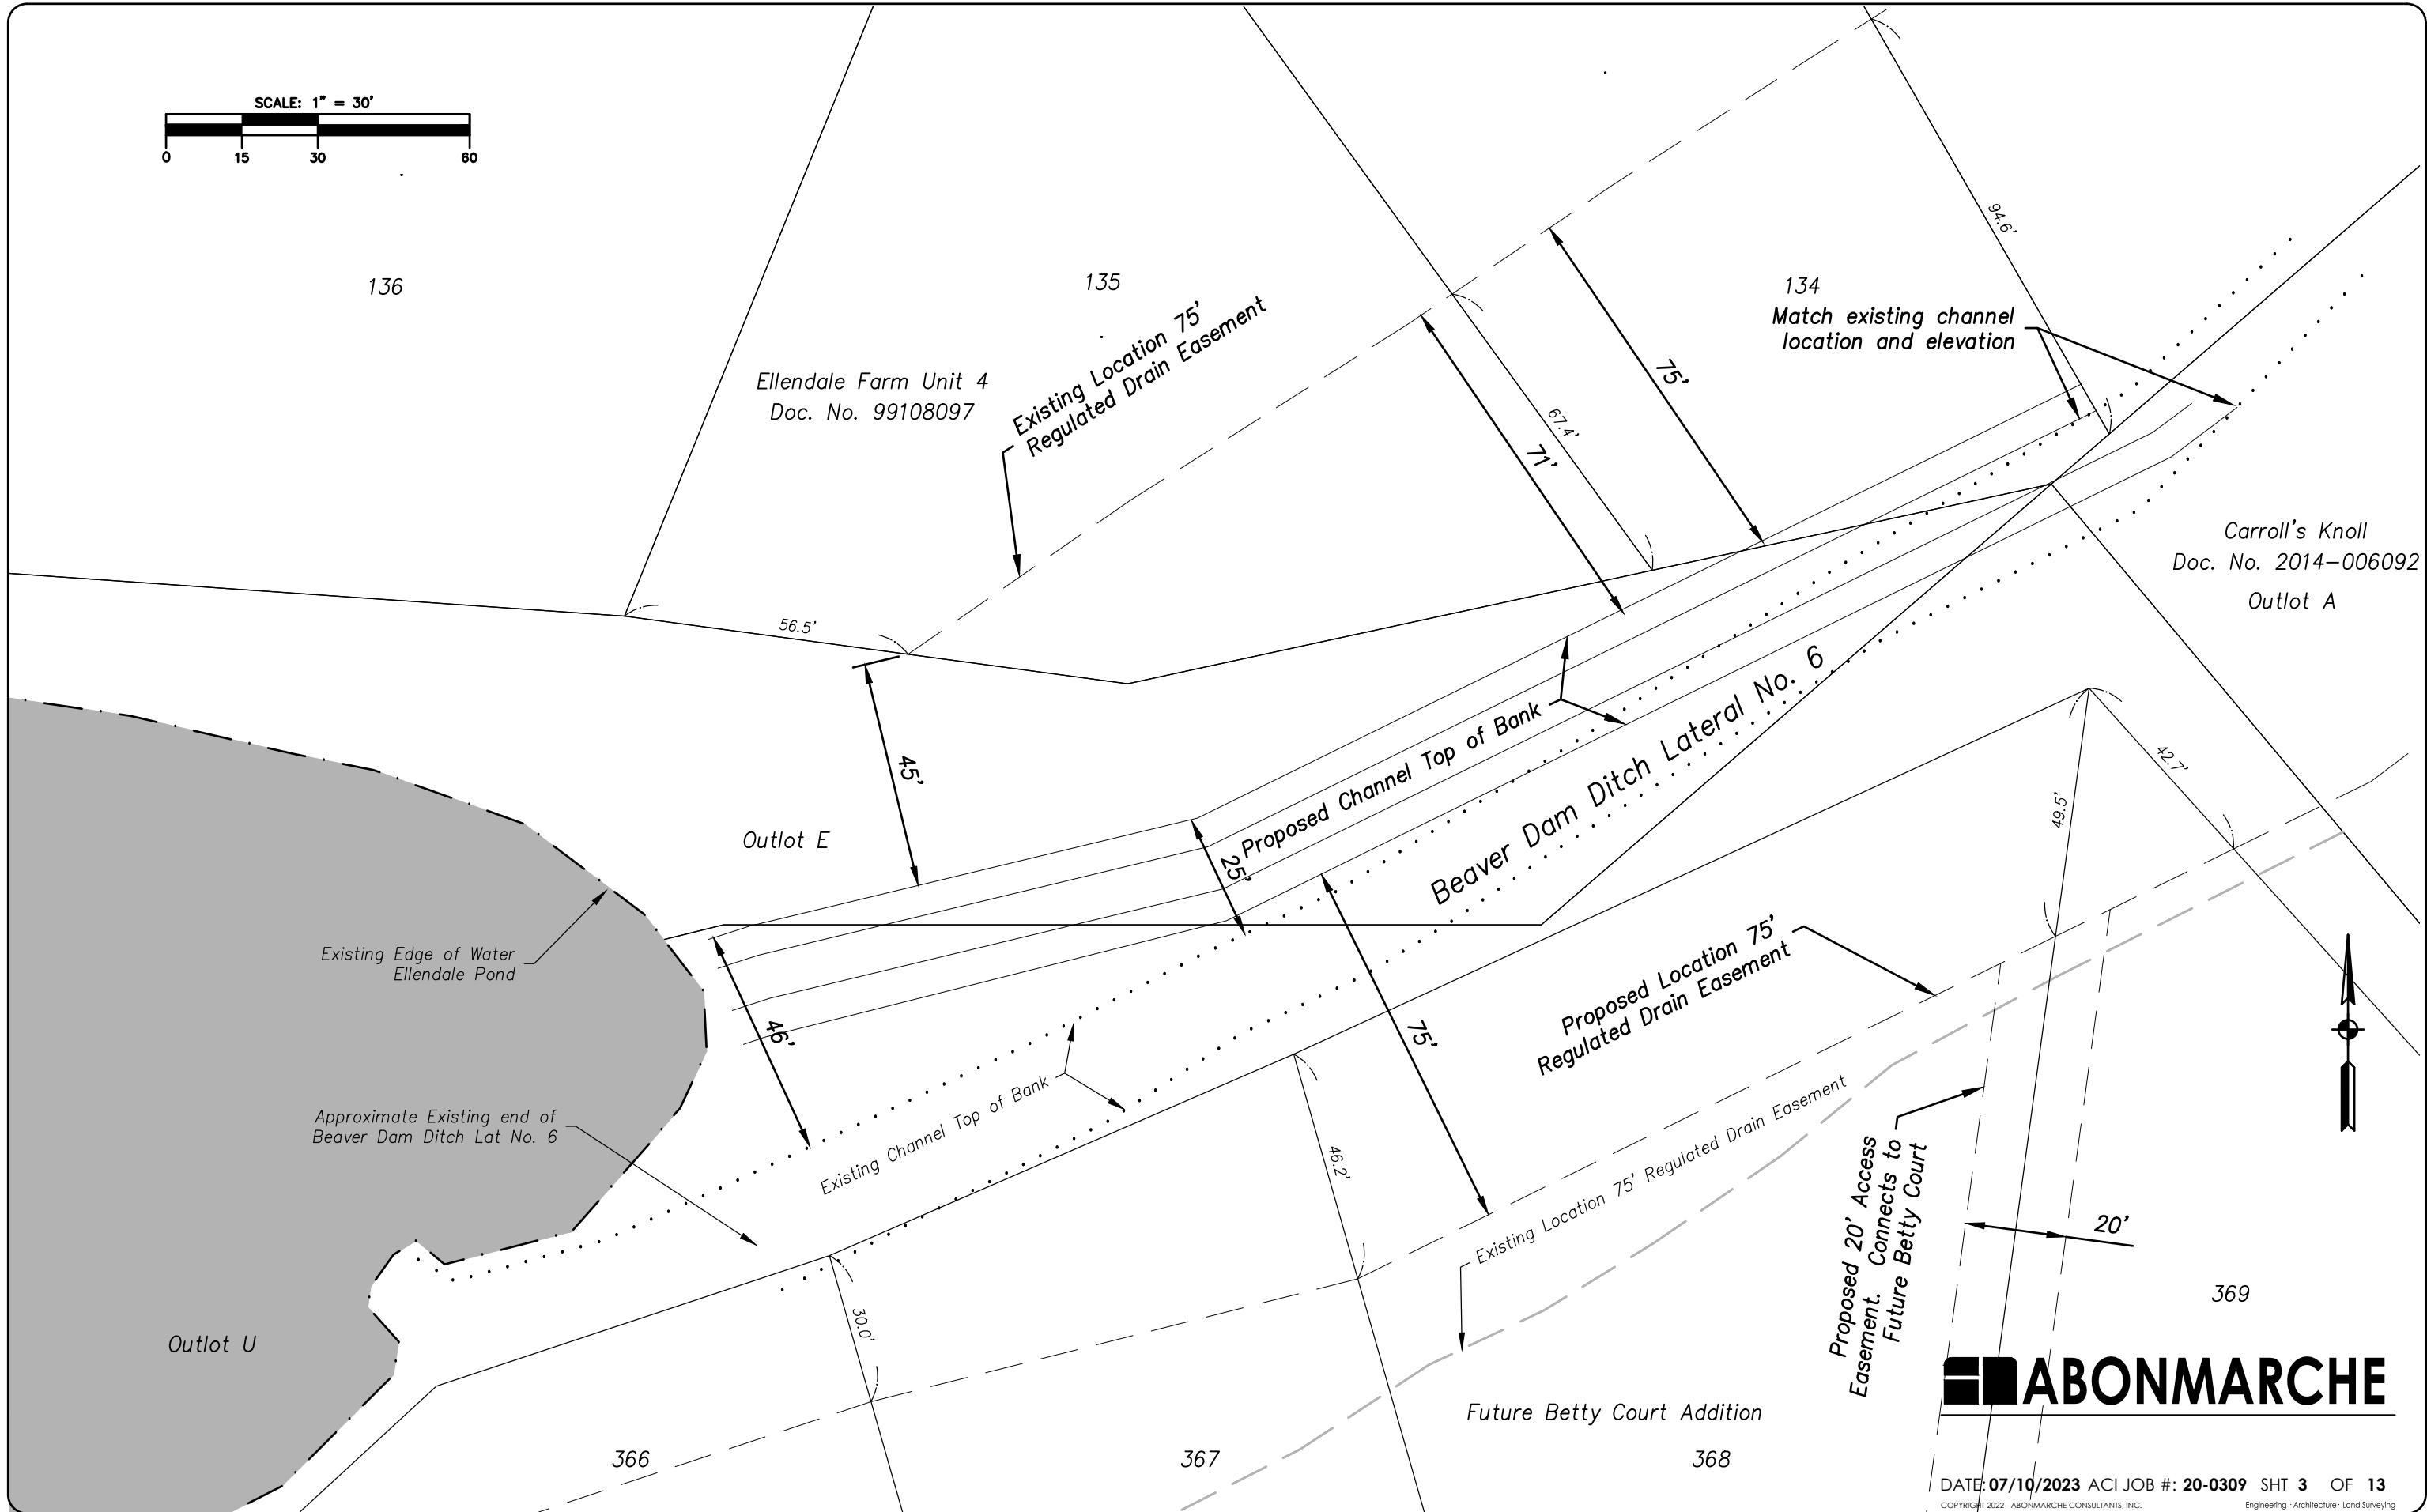 SCALE: 1" = 30'
0 15 30 60
136
135
134
Match existing channel
location and elevation
94.6'
Existing Location 75'
Regulated Drain Easement
Ellendale Farm Unit 4
Doc. No. 99108097
75'
67.4'
71'
Carroll's Knoll
Doc. No. 2014-006092
Outlot A
56.5'
45'
Outlot E
Proposed Channel Top of Bank
25'
Beaver Dam Ditch Lateral No. 6
42.7'
49.5'
Existing Edge of Water
Ellendale Pond
46'
75'
Proposed Location 75'
Regulated Drain Easement
Existing Channel Top of Bank
Approximate Existing end of
Beaver Dam Ditch Lat No. 6
46.2'
Existing Location 75' Regulated Drain Easement
Proposed 20' Access
Easement. Connects to
Future Betty Court
20'
30.0'
369
Outlot U
Future Betty Court Addition
366
367
368
ABONMARCHE
DATE: 07/10/2023 ACI JOB #: 20-0309 SHT 3 OF 13
COPYRIGHT 2022 - ABONMARCHE CONSULTANTS, INC. Engineering · Architecture · Land Surveying